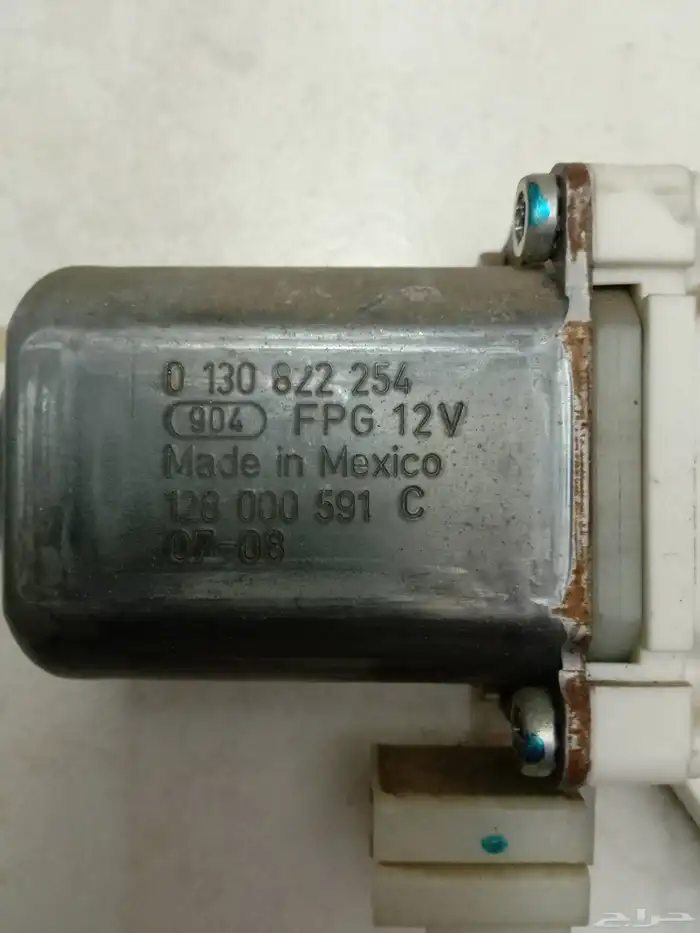 0 130 822 254
904 FPG 12V
Made in Mexico
128 000 591 C
07-08
حراج